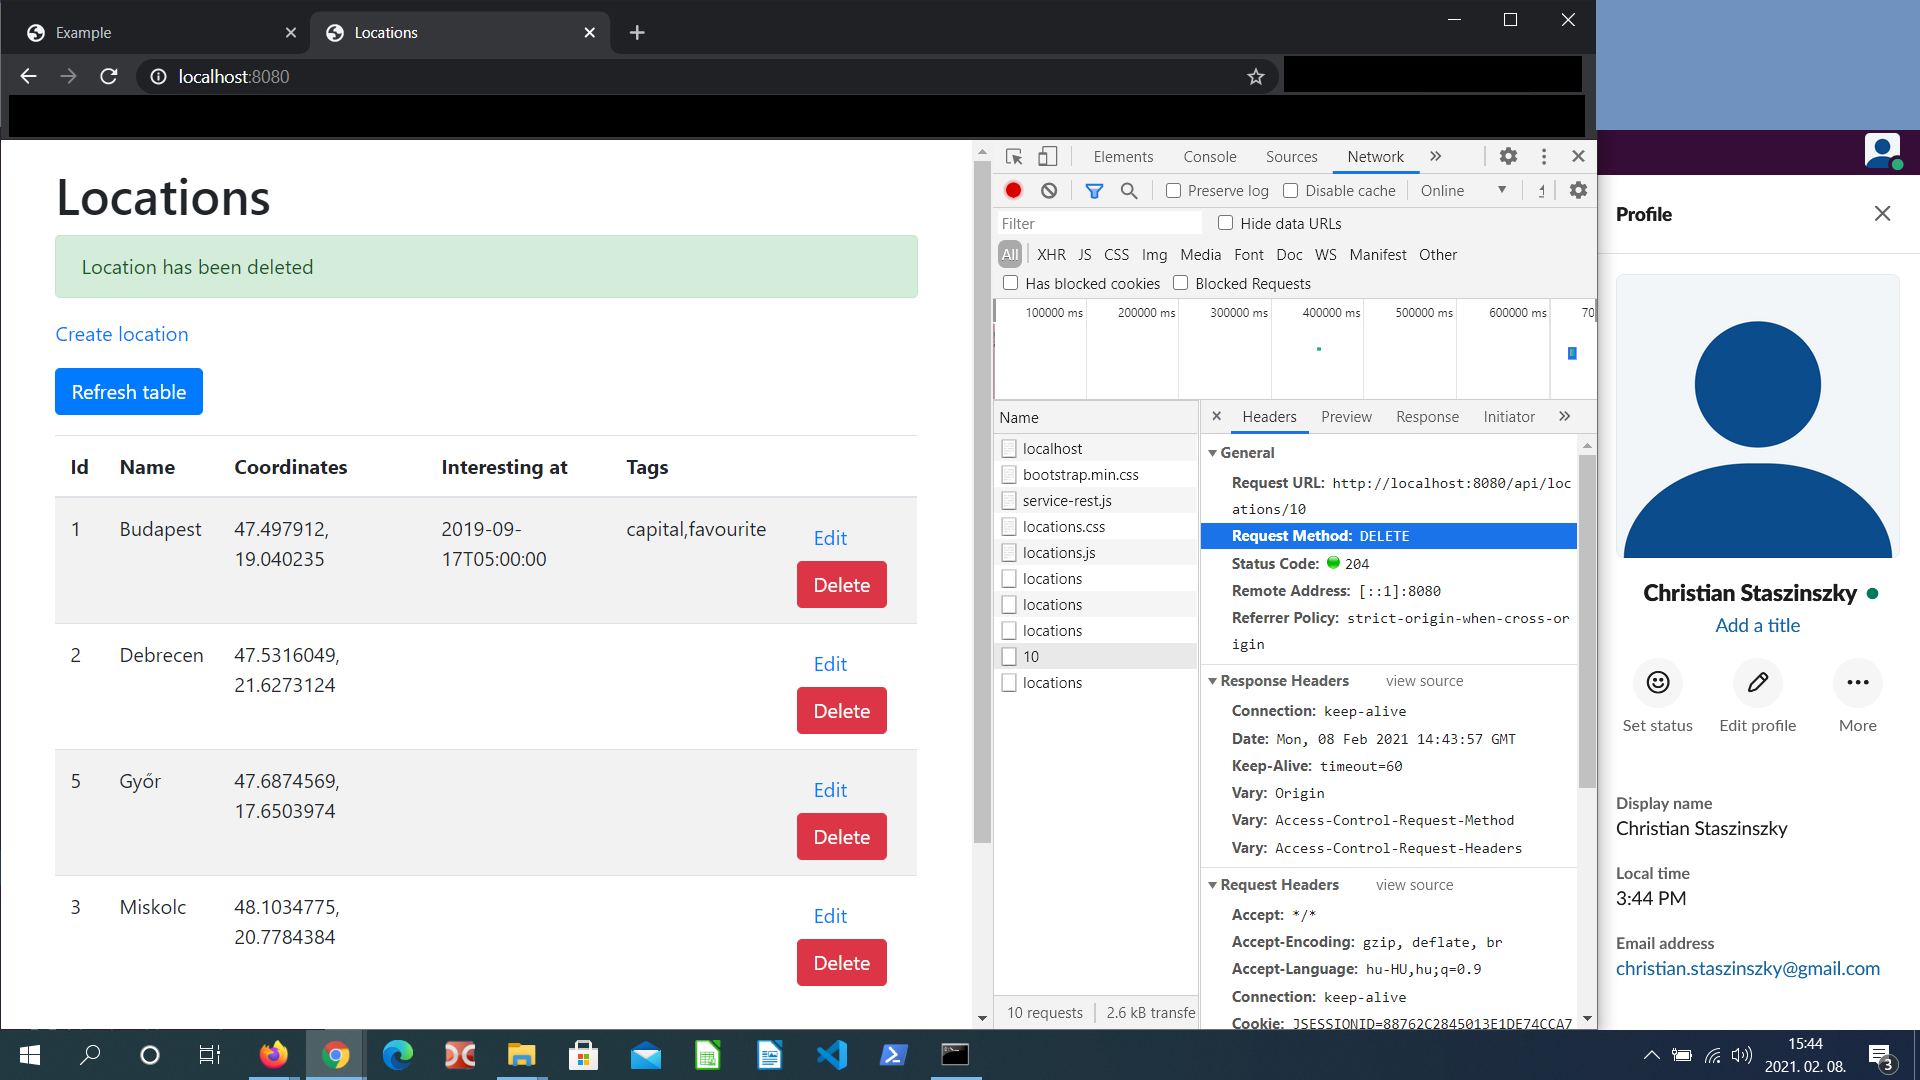 Example
Locations
localhost:8080
Locations
Location has been deleted
Create location
Refresh table
Id Name Coordinates Interesting at Tags
1 Budapest 47.497912, 2019-09- capital,favourite Edit
19.040235 17T05:00:00
Delete
2 Debrecen 47.5316049, Edit
21.6273124
Delete
5 Győr 47.6874569, Edit
17.6503974
Delete
3 Miskolc 48.1034775, Edit
20.7784384
Delete
Elements Console Sources Network
Preserve log Disable cache Online
Filter Hide data URLs
All XHR JS CSS Img Media Font Doc WS Manifest Other
Has blocked cookies Blocked Requests
100000 ms 200000 ms 300000 ms 400000 ms 500000 ms 600000 ms 70
Name
localhost
bootstrap.min.css
service-rest.js
locations.css
locations.js
locations
locations
locations
10
locations
10 requests 2.6 kB transfe
Headers Preview Response Initiator
General
Request URL: http://localhost:8080/api/loc
ations/10
Request Method: DELETE
Status Code: 204
Remote Address: [::1]:8080
Referrer Policy: strict-origin-when-cross-or
igin
Response Headers view source
Connection: keep-alive
Date: Mon, 08 Feb 2021 14:43:57 GMT
Keep-Alive: timeout=60
Vary: Origin
Vary: Access-Control-Request-Method
Vary: Access-Control-Request-Headers
Request Headers view source
Accept: */*
Accept-Encoding: gzip, deflate, br
Accept-Language: hu-HU,hu;q=0.9
Connection: keep-alive
Cookie: JSESSIONID=88762C2845013E1DE74CCA7
Profile
Christian Staszinszky
Add a title
Set status Edit profile More
Display name
Christian Staszinszky
Local time
3:44 PM
Email address
christian.staszinszky@gmail.com
15:44
2021. 02. 08.
3